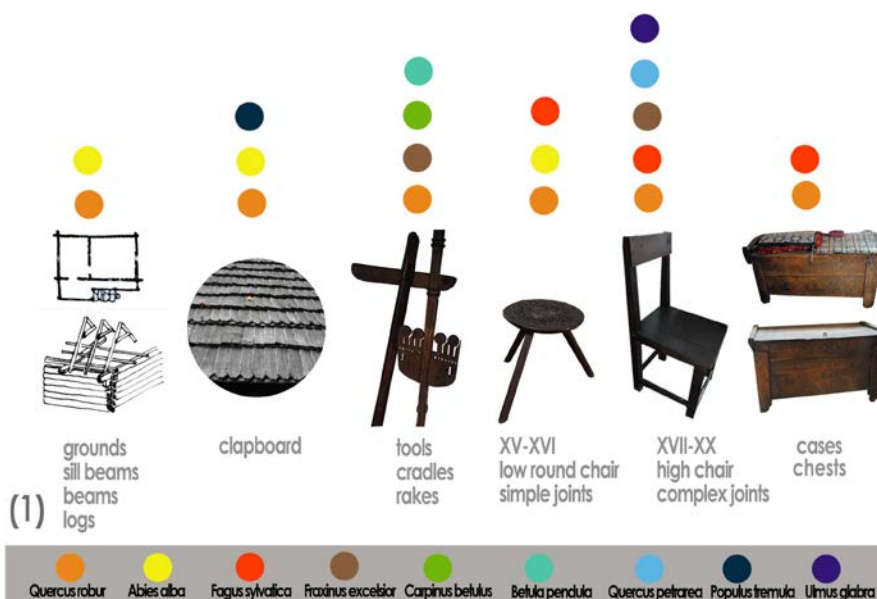 grounds
sill beams
beams
logs
clapboard
tools
cradles
rakes
XV-XVI
low round chair
simple joints
XVII-XX
high chair
complex joints
cases
chests
(1)
Quercus robur
Abies alba
Fagus sylvatica
Fraxinus excelsior
Carpinus betulus
Betula pendula
Quercus petrarea
Populus tremula
Ulmus glabra